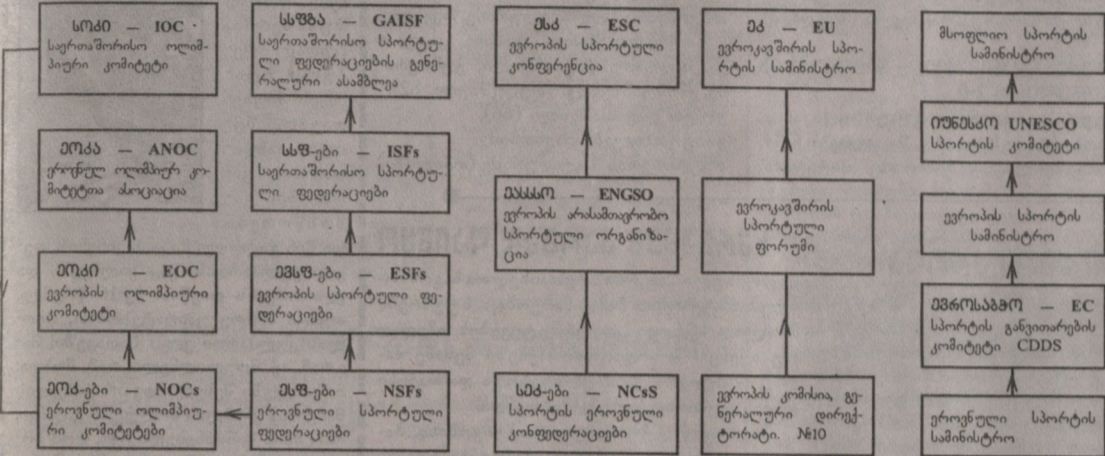 სოკი — IOC
საერთაშორისო ოლიმ-
პიური კომიტეტი
ეოკა — ANOC
ეროვნულ ოლიმპიურ კო-
მიტეტთა ასოციაცია
ეოკი — EOC
ევროპის ოლიმპიური
კომიტეტი
ეოკ-ები — NOCs
ეროვნული ოლიმპიუ-
რი კომიტეტები
სსფგა — GAISF
საერთაშორისო სპორტუ-
ლი ფედერაციების გენე-
რალური ასამბლეა
სსფ-ები — ISFs
საერთაშორისო სპორტუ-
ლი ფედერაციები
ევსფ-ები — ESFs
ევროპის სპორტული ფე-
დერაციები
ესფ-ები — NSFs
ეროვნული სპორტული
ფედერაციები
ესკ — ESC
ევროპის სპორტული
კონფერენცია
ეასსო — ENGSO
ევროპის არასამთავრობო
სპორტული ორგანიზა-
ცია
სეკ-ები — NCsS
სპორტის ეროვნული
კონფედერაციები
ეკ — EU
ევროკავშირის სპო-
რტის სამინისტრო
ევროკავშირის
სპორტული
ფორუმი
ევროპის კომისია, გე-
ნერალური დირექ-
ტორატი. №10
მსოფლიო სპორტის
სამინისტრო
იუნესკო UNESCO
სპორტის კომიტეტი
ევროპის სპორტის
სამინისტრო
ევროსაბჭო — EC
სპორტის განვითარების
კომიტეტი CDDS
ეროვნული სპორტის
სამინისტრო